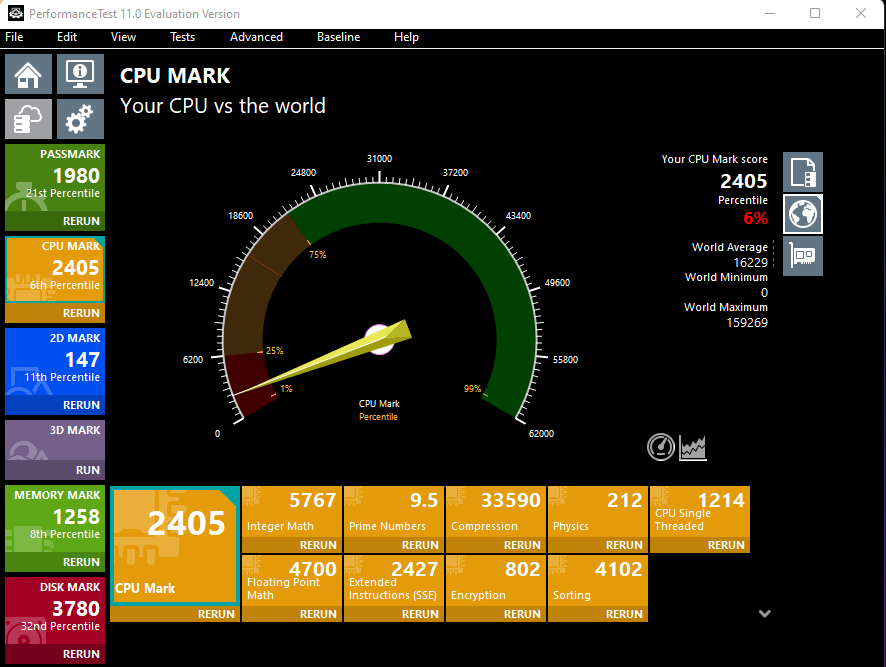 PerformanceTest 11.0 Evaluation Version
File Edit View Tests Advanced Baseline Help
CPU MARK
Your CPU vs the world
PASSMARK
1980
21st Percentile
RERUN
CPU MARK
2405
6th Percentile
RERUN
2D MARK
147
11th Percentile
RERUN
3D MARK
RUN
MEMORY MARK
1258
8th Percentile
RERUN
DISK MARK
3780
32nd Percentile
RERUN
0
6200
12400
18600
24800
31000
37200
43400
49600
55800
62000
1%
25%
75%
99%
CPU Mark
Percentile
Your CPU Mark score
2405
Percentile
6%
World Average
16229
World Minimum
0
World Maximum
159269
2405
CPU Mark
RERUN
5767
Integer Math
RERUN
9.5
Prime Numbers
RERUN
33590
Compression
RERUN
212
Physics
RERUN
1214
CPU Single
Threaded
RERUN
4700
Floating Point
Math
RERUN
2427
Extended
Instructions (SSE)
RERUN
802
Encryption
RERUN
4102
Sorting
RERUN